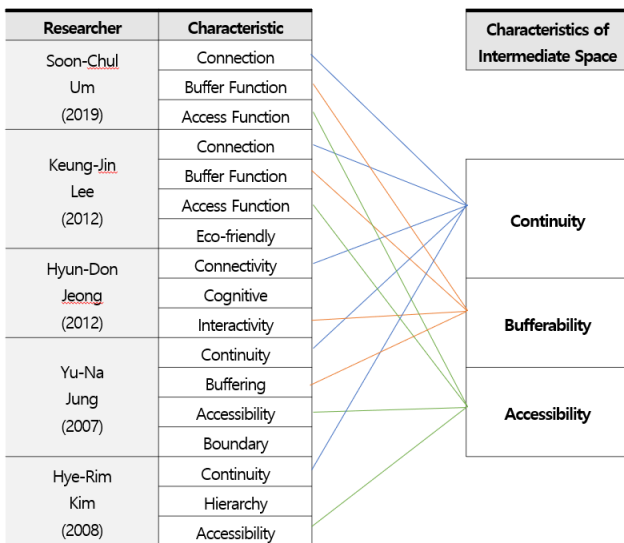 Researcher
Characteristic
Characteristics of
Intermediate Space
Soon-Chul
Um
(2019)
Connection
Buffer Function
Access Function
Keung-Jin
Lee
(2012)
Connection
Buffer Function
Access Function
Eco-friendly
Hyun-Don
Jeong
(2012)
Connectivity
Cognitive
Interactivity
Yu-Na
Jung
(2007)
Continuity
Buffering
Accessibility
Boundary
Hye-Rim
Kim
(2008)
Continuity
Hierarchy
Accessibility
Continuity
Bufferability
Accessibility